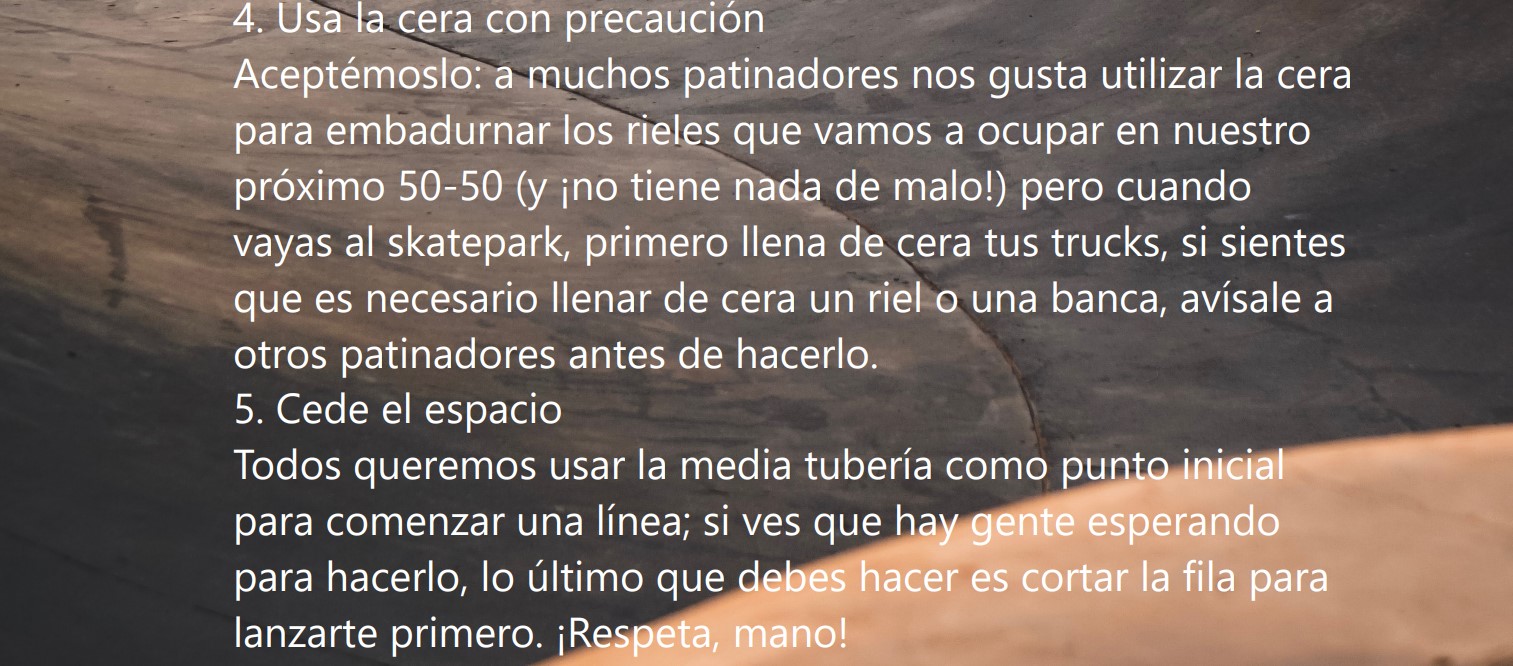 4. Usa la cera con precaución
Aceptémoslo: a muchos patinadores nos gusta utilizar la cera
para embadurnar los rieles que vamos a ocupar en nuestro
próximo 50-50 (y ¡no tiene nada de malo!) pero cuando
vayas al skatepark, primero llena de cera tus trucks, si sientes
que es necesario llenar de cera un riel o una banca, avísale a
otros patinadores antes de hacerlo.
5. Cede el espacio
Todos queremos usar la media tubería como punto inicial
para comenzar una línea; si ves que hay gente esperando
para hacerlo, lo último que debes hacer es cortar la fila para
lanzarte primero. ¡Respeta, mano!